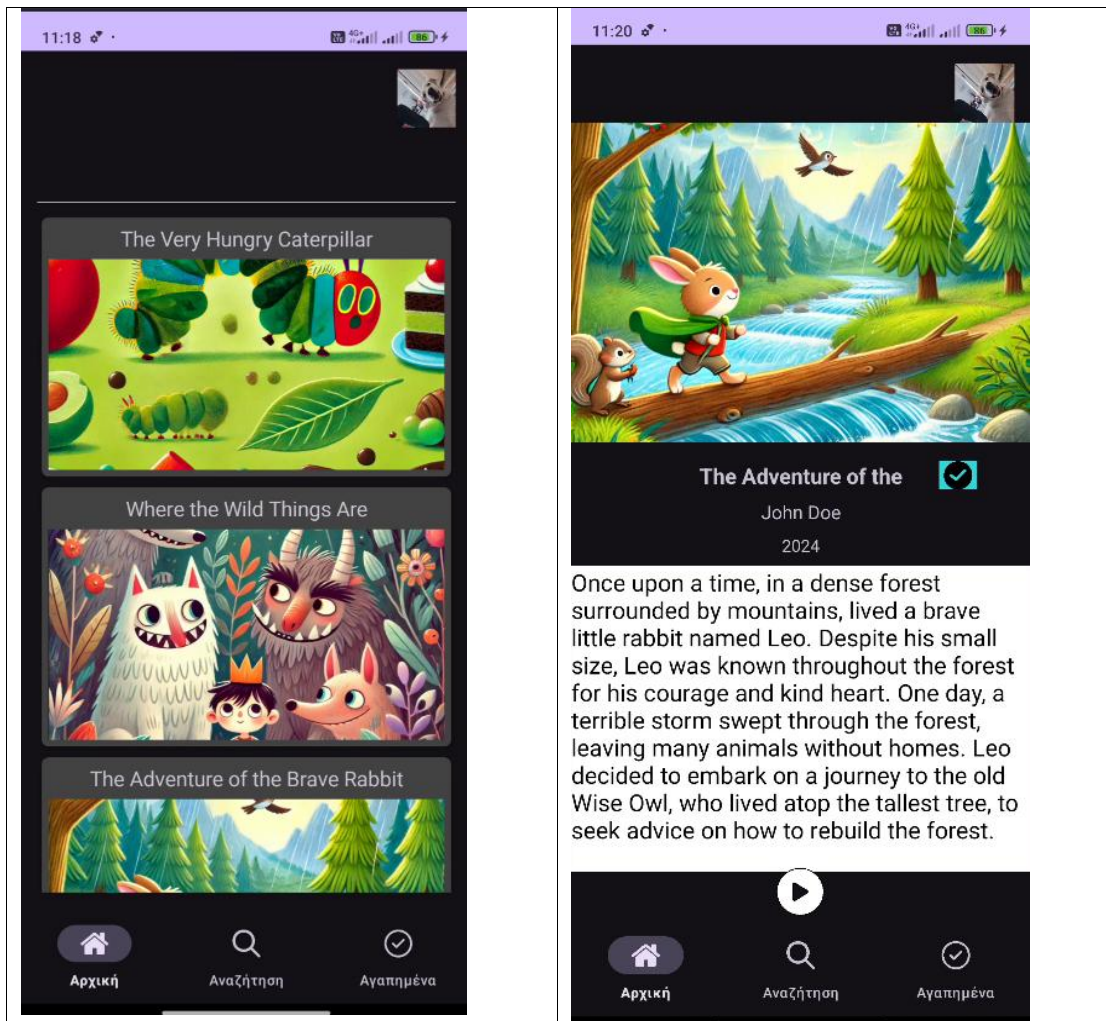 11:18
4G+
86
The Very Hungry Caterpillar
Where the Wild Things Are
The Adventure of the Brave Rabbit
Αρχική
Αναζήτηση
Αγαπημένα
11:20
4G+
86
The Adventure of the
John Doe
2024
Once upon a time, in a dense forest
surrounded by mountains, lived a brave
little rabbit named Leo. Despite his small
size, Leo was known throughout the forest
for his courage and kind heart. One day, a
terrible storm swept through the forest,
leaving many animals without homes. Leo
decided to embark on a journey to the old
Wise Owl, who lived atop the tallest tree, to
seek advice on how to rebuild the forest.
Αρχική
Αναζήτηση
Αγαπημένα